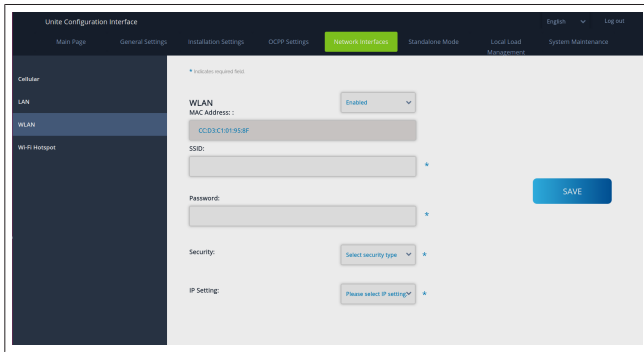 Unite Configuration Interface
English
Log out
Main Page
General Settings
Installation Settings
OCPP Settings
Network Interfaces
Standalone Mode
Local Load
Management
System Maintenance
Cellular
LAN
WLAN
Wi-Fi Hotspot
* Indicates required field.
WLAN
Enabled
MAC Address: :
CC:D3:C1:01:95:8F
SSID:
*
Password:
*
SAVE
Security:
Select security type
*
IP Setting:
Please select IP setting
*